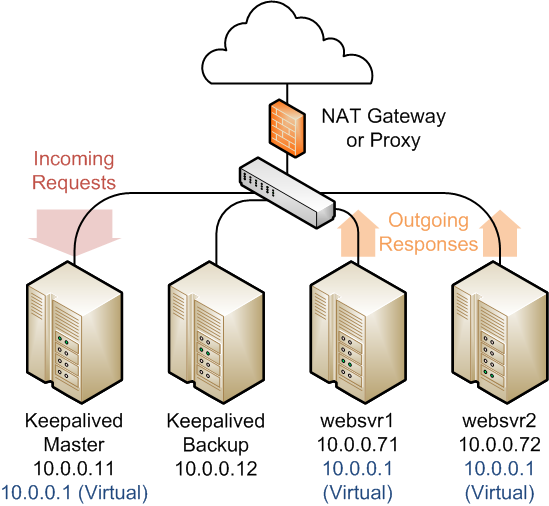 NAT Gateway
or Proxy
Incoming
Requests
Outgoing
Responses
Keepalived
Master
10.0.0.11
10.0.0.1 (Virtual)
Keepalived
Backup
10.0.0.12
websvr1
10.0.0.71
10.0.0.1
(Virtual)
websvr2
10.0.0.72
10.0.0.1
(Virtual)